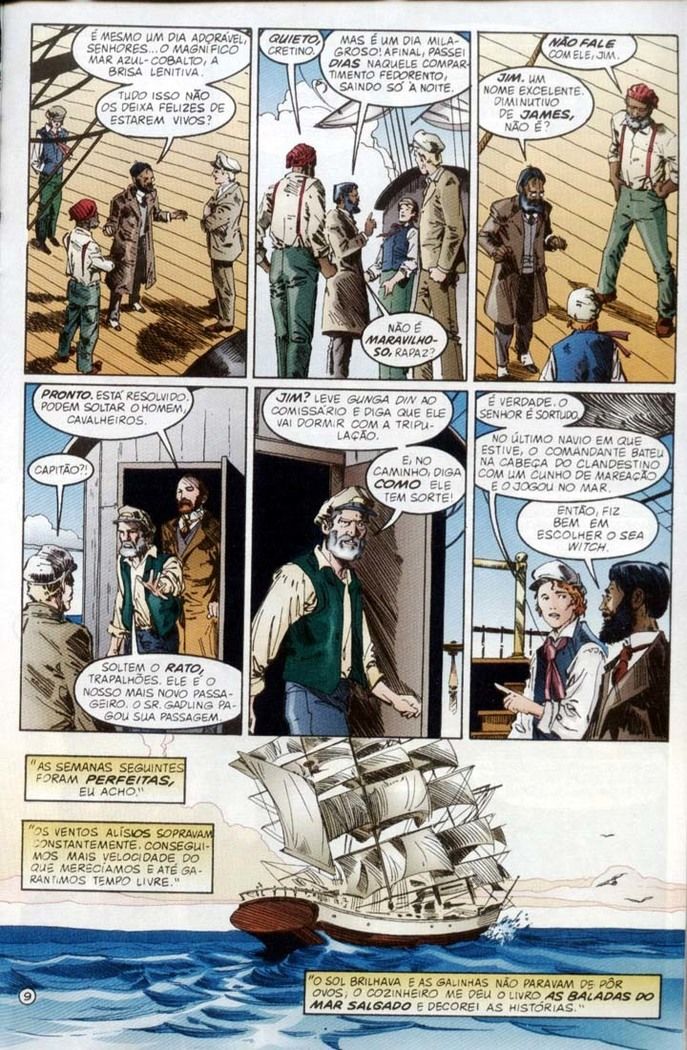 É MESMO UM DIA ADORÁVEL,
SENHORES... O MAGNÍFICO
MAR AZUL-COBALTO, A
BRISA LENITIVA.
TUDO ISSO NÃO
OS DEIXA FELIZES DE
ESTAREM VIVOS?
QUIETO,
CRETINO.
MAS É UM DIA MILA-
GROSO! AFINAL, PASSEI
DIAS NAQUELE COMPAR-
TIMENTO FEDORENTO,
SAINDO SÓ À NOITE.
NÃO É
MARAVILHO-
SO, RAPAZ?
NÃO FALE
COM ELE, JIM.
JIM. UM
NOME EXCELENTE.
DIMINUTIVO
DE JAMES,
NÃO É?
PRONTO. ESTÁ RESOLVIDO.
PODEM SOLTAR O HOMEM,
CAVALHEIROS.
CAPITÃO?!
SOLTEM O RATO,
TRAPALHÕES. ELE É O
NOSSO MAIS NOVO PASSA-
GEIRO. O SR. GADLING PA-
GOU SUA PASSAGEM.
JIM? LEVE GUNGA DIN AO
COMISSÁRIO E DIGA QUE ELE
VAI DORMIR COM A TRIPU-
LAÇÃO.
E, NO
CAMINHO, DIGA
COMO ELE
TEM SORTE!
É VERDADE. O
SENHOR É SORTUDO.
NO ÚLTIMO NAVIO EM QUE
ESTIVE, O COMANDANTE BATEU
NA CABEÇA DO CLANDESTINO
COM UM CUNHO DE MAREAÇÃO
E O JOGOU NO MAR.
ENTÃO, FIZ
BEM EM
ESCOLHER O SEA
WITCH.
"AS SEMANAS SEGUINTES
FORAM PERFEITAS,
EU ACHO."
"OS VENTOS ALÍSIOS SOPRAVAM
CONSTANTEMENTE. CONSEGUI-
MOS MAIS VELOCIDADE DO
QUE MERECÍAMOS E ATÉ GA-
RANTIMOS TEMPO LIVRE."
"O SOL BRILHAVA E AS GALINHAS NÃO PARAVAM DE PÔR
OVOS; O COZINHEIRO ME DEU O LIVRO AS BALADAS DO
MAR SALGADO E DECOREI AS HISTÓRIAS."
9